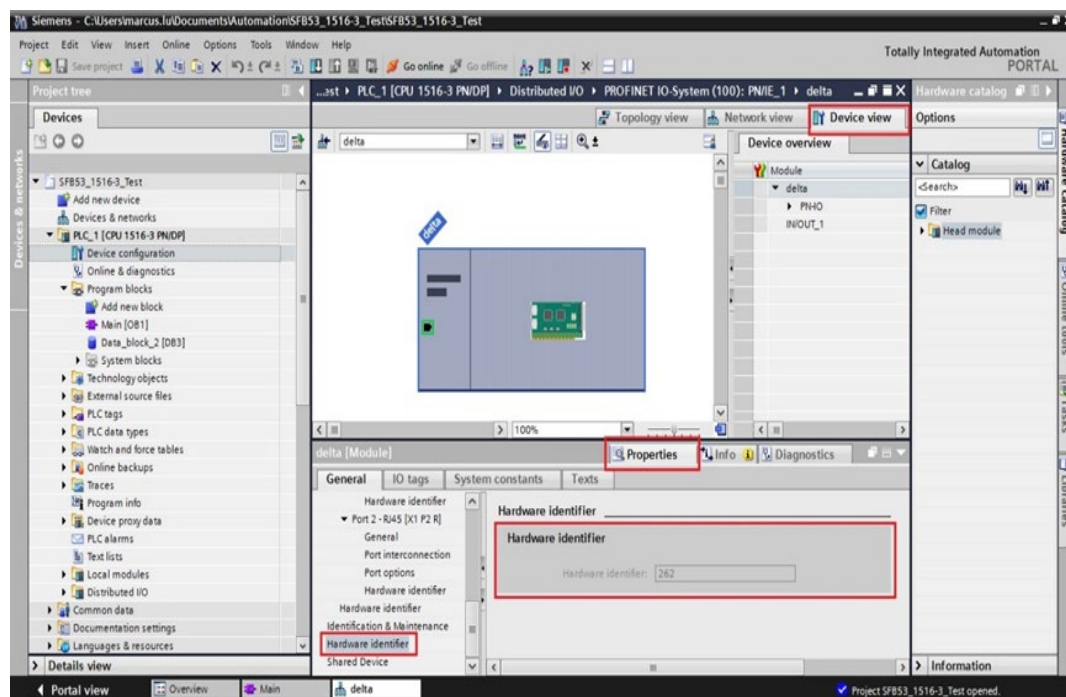 Siemens - C:\Users\marcus.lu\Documents\Automation\SFB53_1516-3_Test\SFB53_1516-3_Test
Project Edit View Insert Online Options Tools Window Help
Totally Integrated Automation
PORTAL
Save project
Go online
Go offline
Project tree
Devices
Devices & networks
SFB53_1516-3_Test
Add new device
Devices & networks
PLC_1 [CPU 1516-3 PN/DP]
Device configuration
Online & diagnostics
Program blocks
Add new block
Main [OB1]
Data_block_2 [DB3]
System blocks
Technology objects
External source files
PLC tags
PLC data types
Watch and force tables
Online backups
Traces
Program info
Device proxy data
PLC alarms
Text lists
Local modules
Distributed I/O
Common data
Documentation settings
Languages & resources
Details view
...est ▸ PLC_1 [CPU 1516-3 PN/DP] ▸ Distributed I/O ▸ PROFINET IO-System (100): PN/IE_1 ▸ delta
Topology view
Network view
Device view
delta
Device overview
Module
delta
PN-IO
IN/OUT_1
delta
100%
delta [Module]
Properties
Info
Diagnostics
General
IO tags
System constants
Texts
Hardware identifier
Port 2 - RJ45 [X1 P2 R]
General
Port interconnection
Port options
Hardware identifier
Hardware identifier
Identification & Maintenance
Hardware identifier
Shared Device
Hardware identifier
Hardware identifier
Hardware identifier: 262
Hardware catalog
Options
Catalog
<Search>
Filter
Head module
Information
Hardware catalog
Online tools
Tasks
Libraries
Portal view
Overview
Main
delta
Project SFB53_1516-3_Test opened.